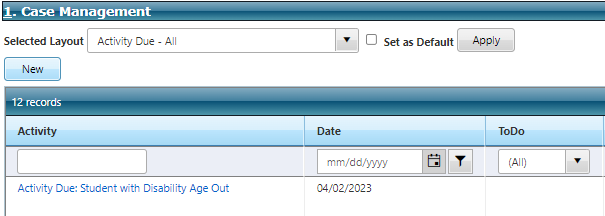 1. Case Management
Selected Layout Activity Due - All Set as Default Apply
New
12 records
Activity Date ToDo
mm/dd/yyyy (All)
Activity Due: Student with Disability Age Out 04/02/2023